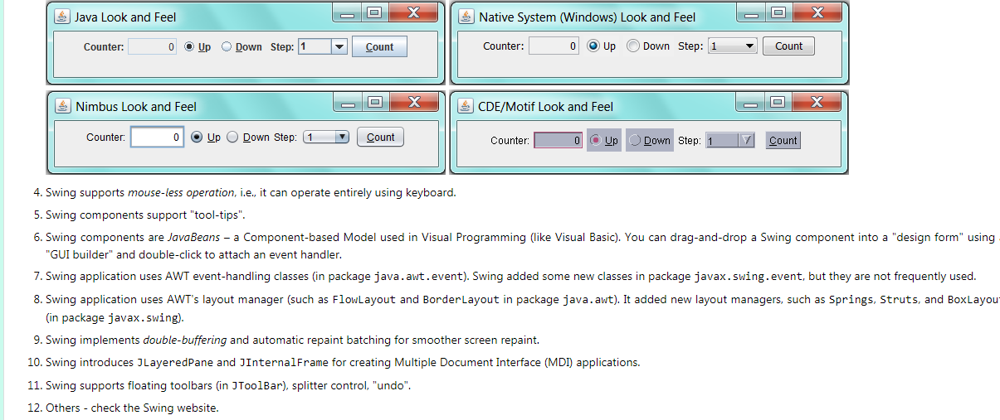 Java Look and Feel
Counter: 0 Up Down Step: 1 Count
Native System (Windows) Look and Feel
Counter: 0 Up Down Step: 1 Count
Nimbus Look and Feel
Counter: 0 Up Down Step: 1 Count
CDE/Motif Look and Feel
Counter: 0 Up Down Step: 1 Count
4. Swing supports mouse-less operation, i.e., it can operate entirely using keyboard.
5. Swing components support "tool-tips".
6. Swing components are JavaBeans – a Component-based Model used in Visual Programming (like Visual Basic). You can drag-and-drop a Swing component into a "design form" using
"GUI builder" and double-click to attach an event handler.
7. Swing application uses AWT event-handling classes (in package java.awt.event). Swing added some new classes in package javax.swing.event, but they are not frequently used.
8. Swing application uses AWT's layout manager (such as FlowLayout and BorderLayout in package java.awt). It added new layout managers, such as Springs, Struts, and BoxLayou
(in package javax.swing).
9. Swing implements double-buffering and automatic repaint batching for smoother screen repaint.
10. Swing introduces JLayeredPane and JInternalFrame for creating Multiple Document Interface (MDI) applications.
11. Swing supports floating toolbars (in JToolBar), splitter control, "undo".
12. Others - check the Swing website.